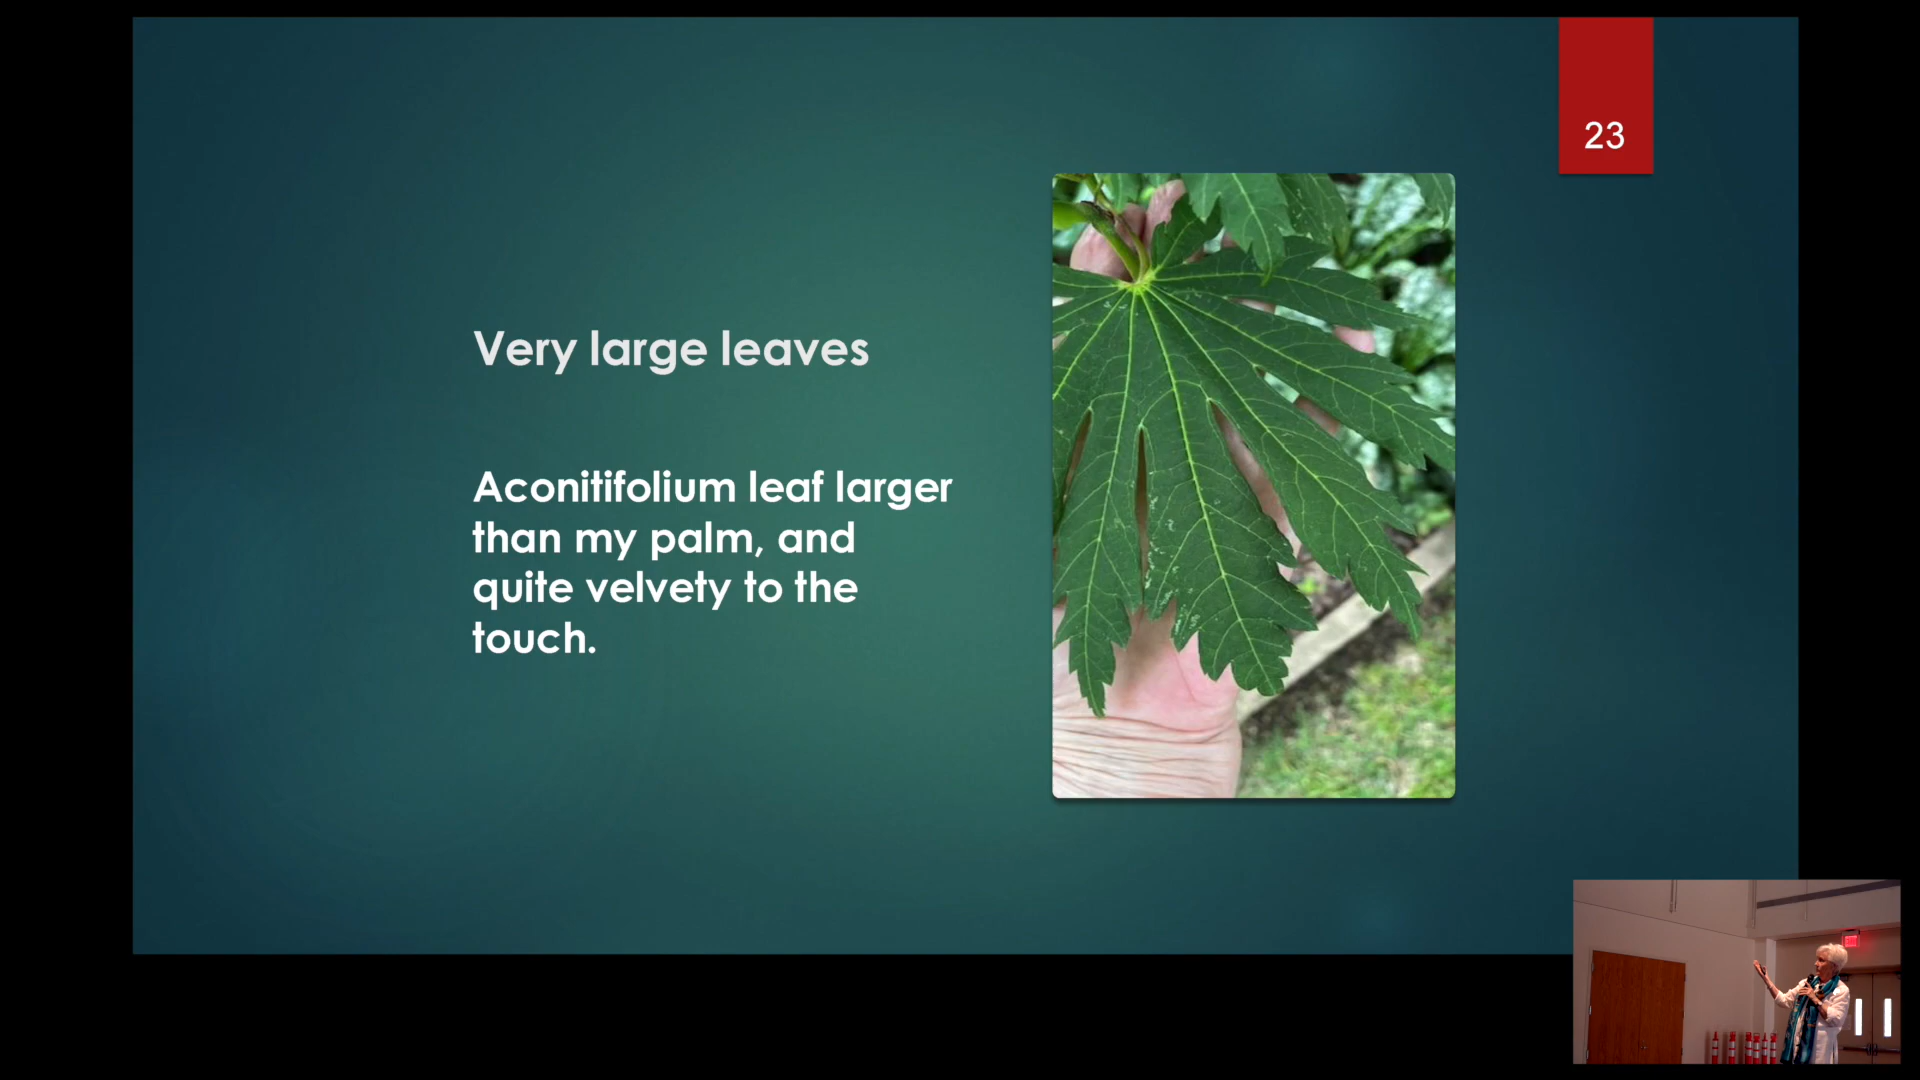 23
Very large leaves
Aconitifolium leaf larger
than my palm, and
quite velvety to the
touch.